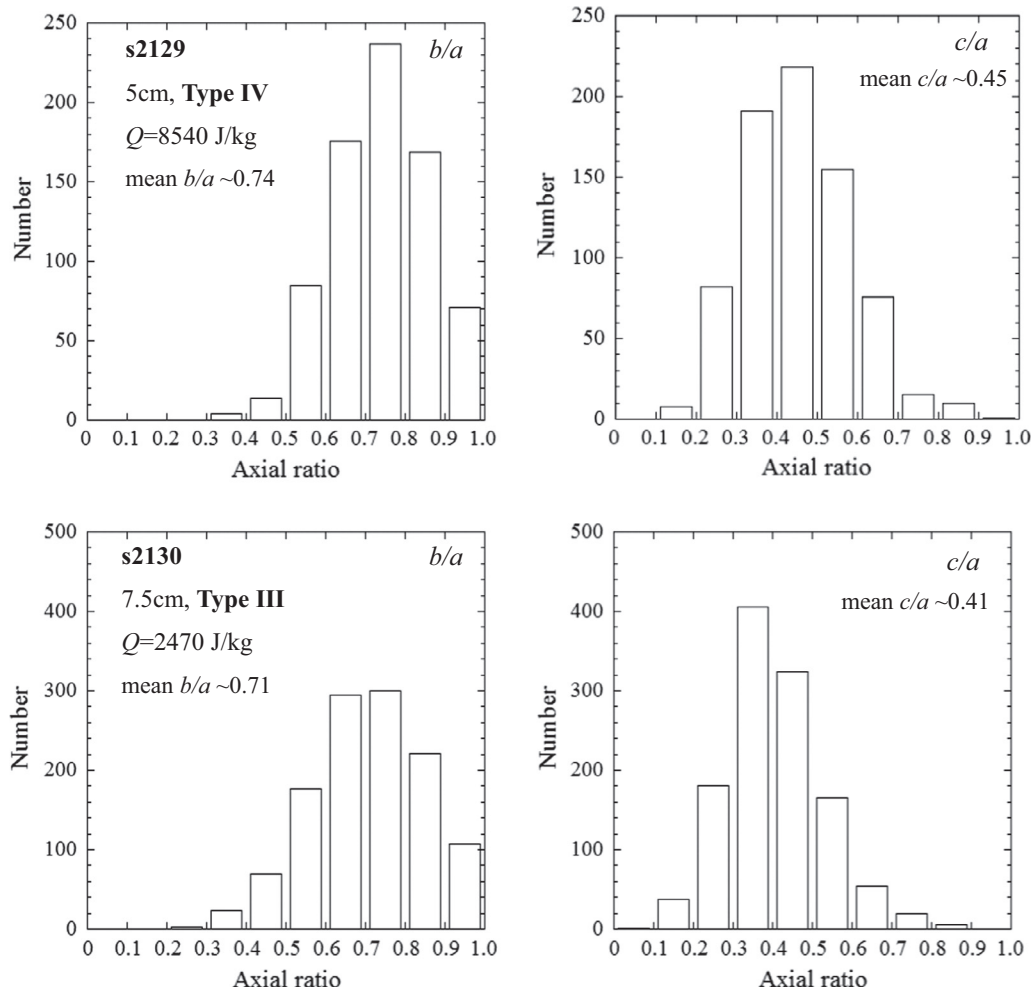 250
200
150
100
50
0
Number
s2129
5cm, Type IV
Q=8540 J/kg
mean b/a ~0.74
b/a
0 0.1 0.2 0.3 0.4 0.5 0.6 0.7 0.8 0.9 1.0
Axial ratio
250
200
150
100
50
0
Number
c/a
mean c/a ~0.45
0 0.1 0.2 0.3 0.4 0.5 0.6 0.7 0.8 0.9 1.0
Axial ratio
500
400
300
200
100
0
Number
s2130
7.5cm, Type III
Q=2470 J/kg
mean b/a ~0.71
b/a
0 0.1 0.2 0.3 0.4 0.5 0.6 0.7 0.8 0.9 1.0
Axial ratio
500
400
300
200
100
0
Number
c/a
mean c/a ~0.41
0 0.1 0.2 0.3 0.4 0.5 0.6 0.7 0.8 0.9 1.0
Axial ratio